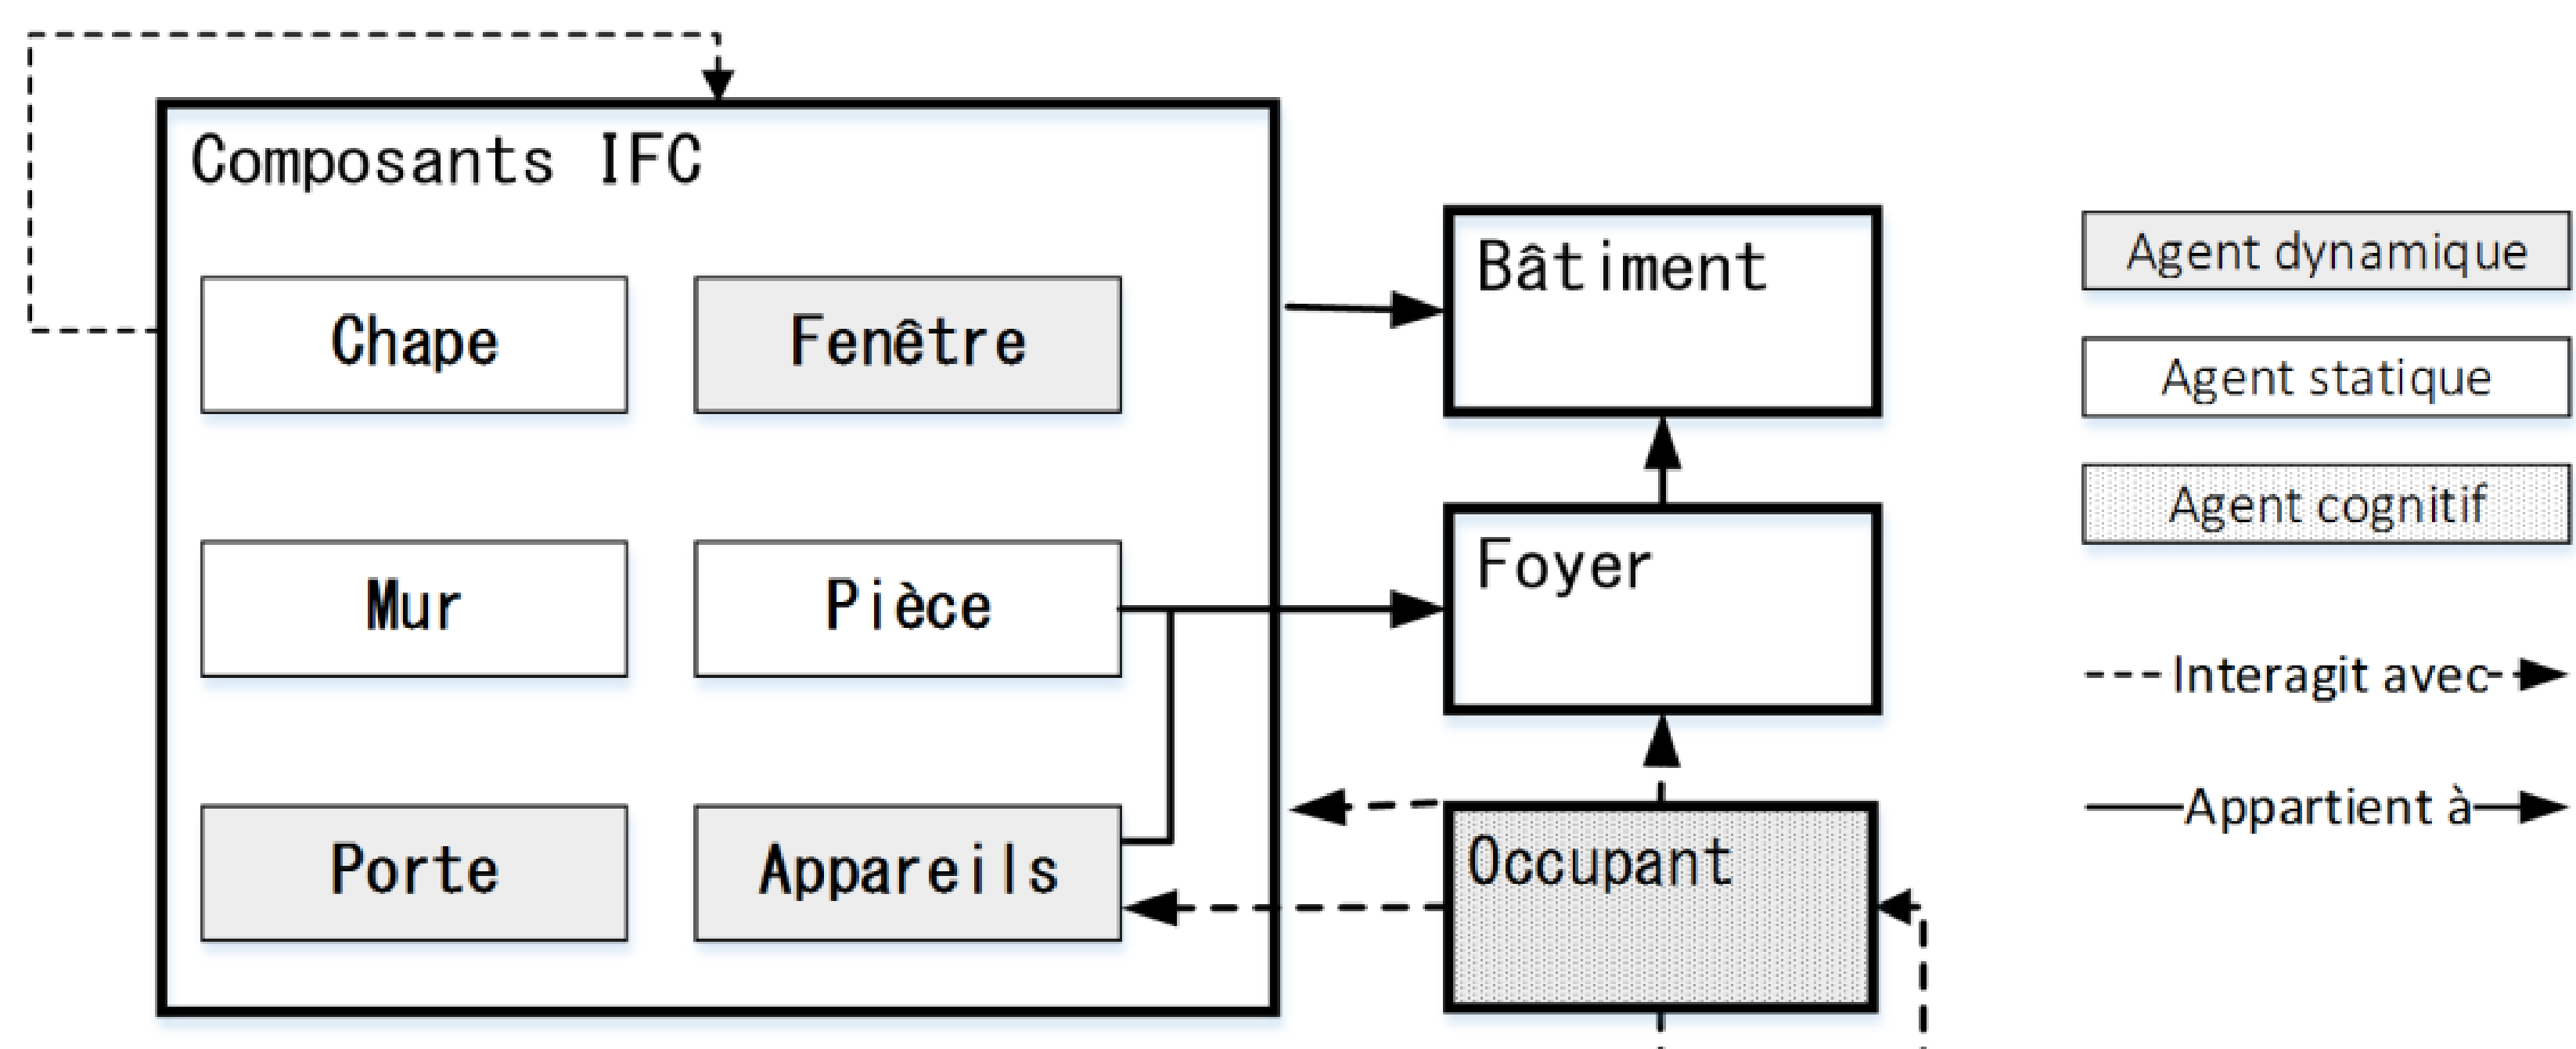 Composants IFC
Chape
Fenêtre
Mur
Pièce
Porte
Appareils
Bâtiment
Foyer
Occupant
Agent dynamique
Agent statique
Agent cognitif
Interagit avec
Appartient à